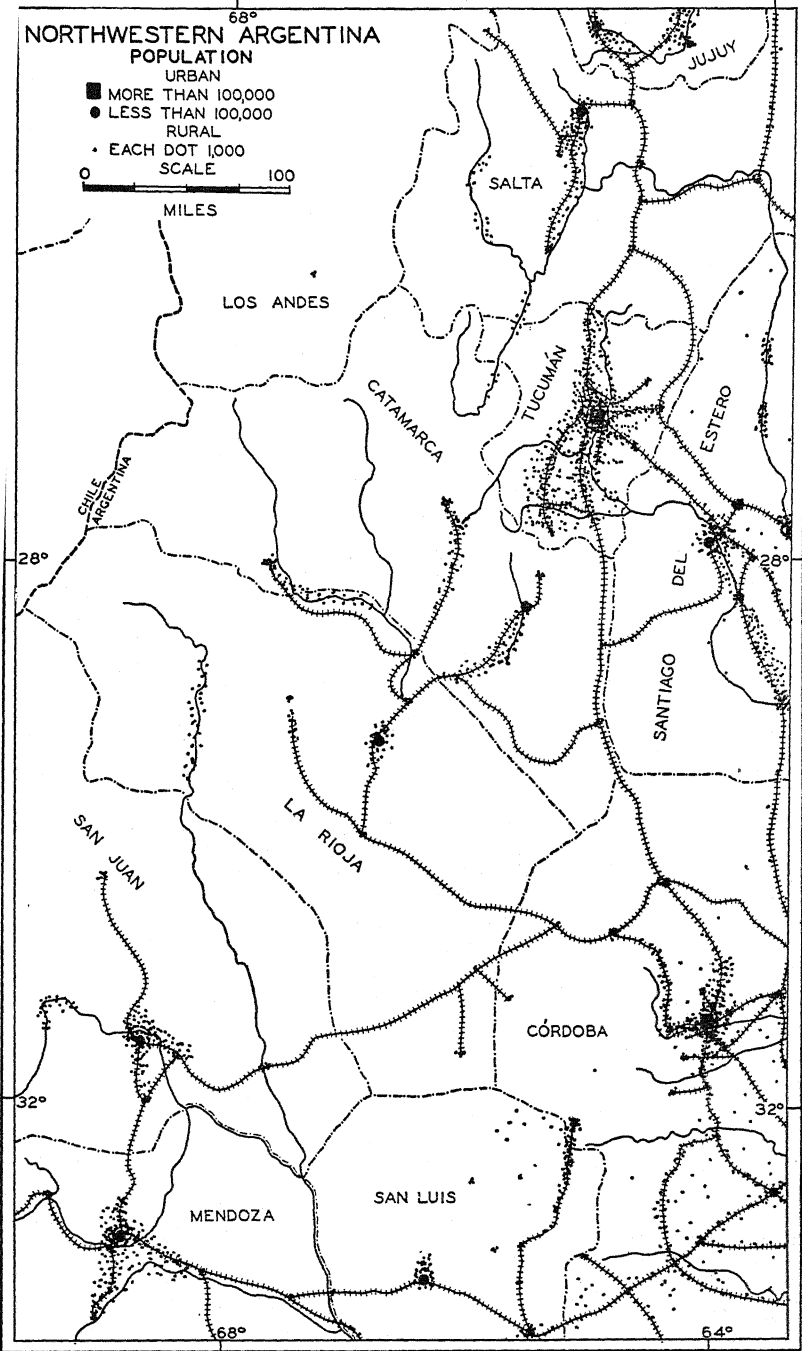 68°
NORTHWESTERN ARGENTINA
POPULATION
URBAN
MORE THAN 100,000
LESS THAN 100,000
RURAL
EACH DOT 1,000
SCALE
0 100
MILES
JUJUY
SALTA
LOS ANDES
TUCUMÁN
CATAMARCA
ESTERO
CHILE
ARGENTINA
28° 28°
DEL
SANTIAGO
LA RIOJA
SAN JUAN
CÓRDOBA
32° 32°
MENDOZA
SAN LUIS
68° 64°